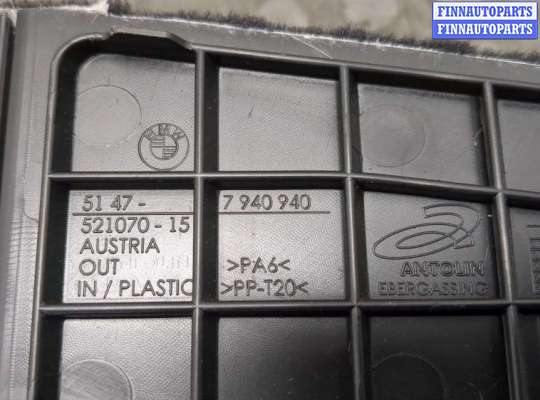 FINNAUTOPARTS
FINNAUTOPARTS
BMW
51 47- 7 940 940
521070-15
AUSTRIA
OUT >PA6<
IN / PLASTIC >PP-T20<
ANTOLIN
EBERGASSING